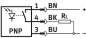 1 BN +
4 BK RL
PNP 3 BU -